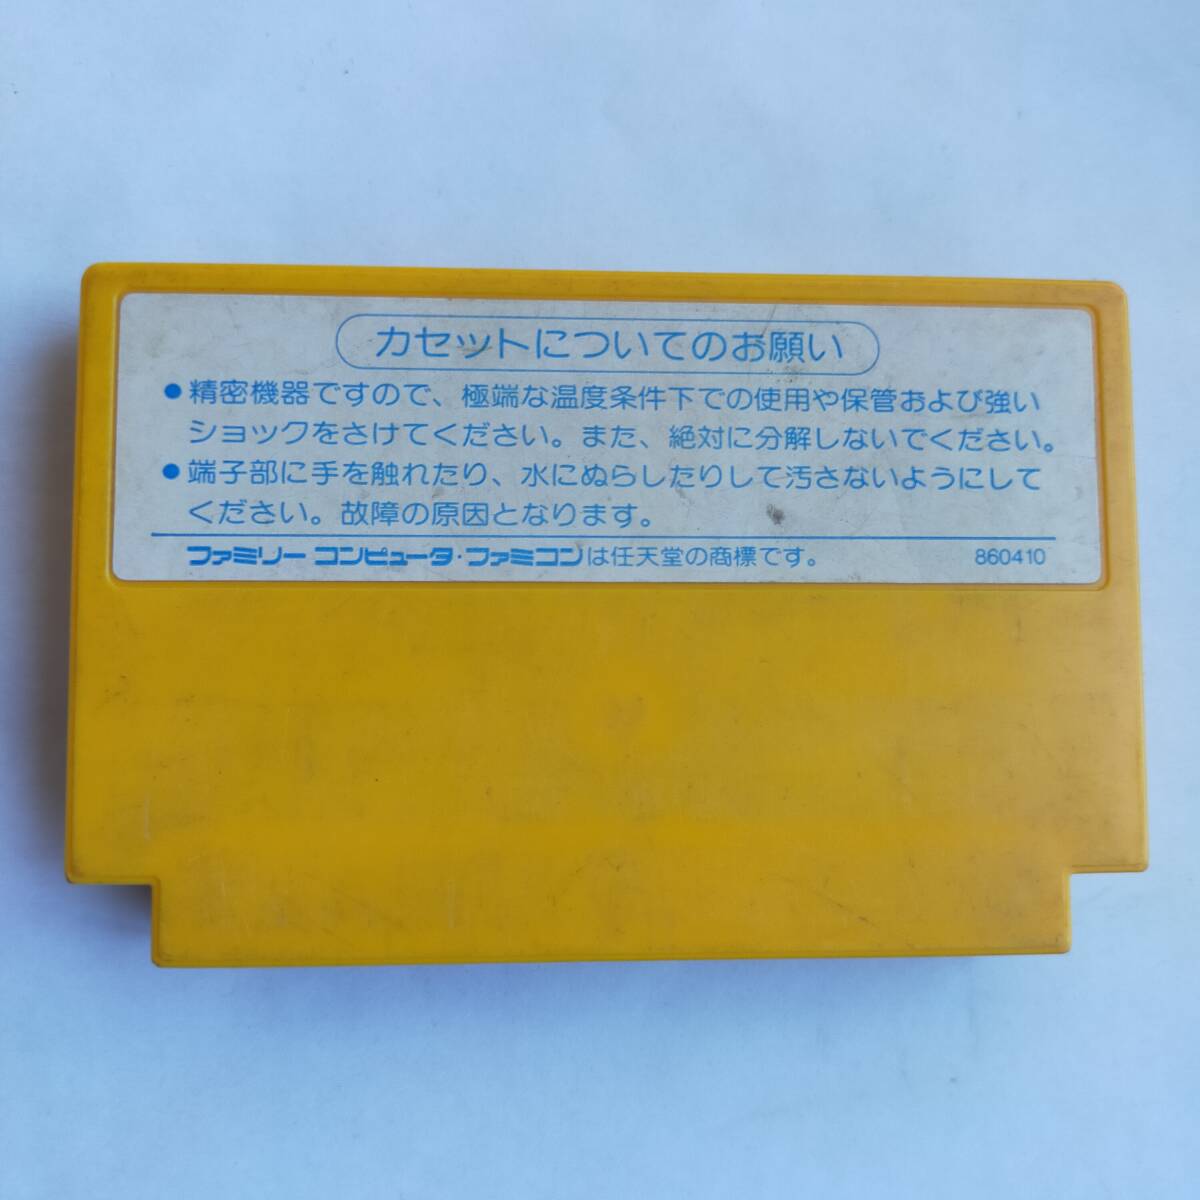 カセットについてのお願い
●精密機器ですので、極端な温度条件下での使用や保管および強い
ショックをさけてください。また、絶対に分解しないでください。
●端子部に手を触れたり、水にぬらしたりして汚さないようにして
ください。故障の原因となります。
ファミリー コンピュータ・ファミコンは任天堂の商標です。 860410